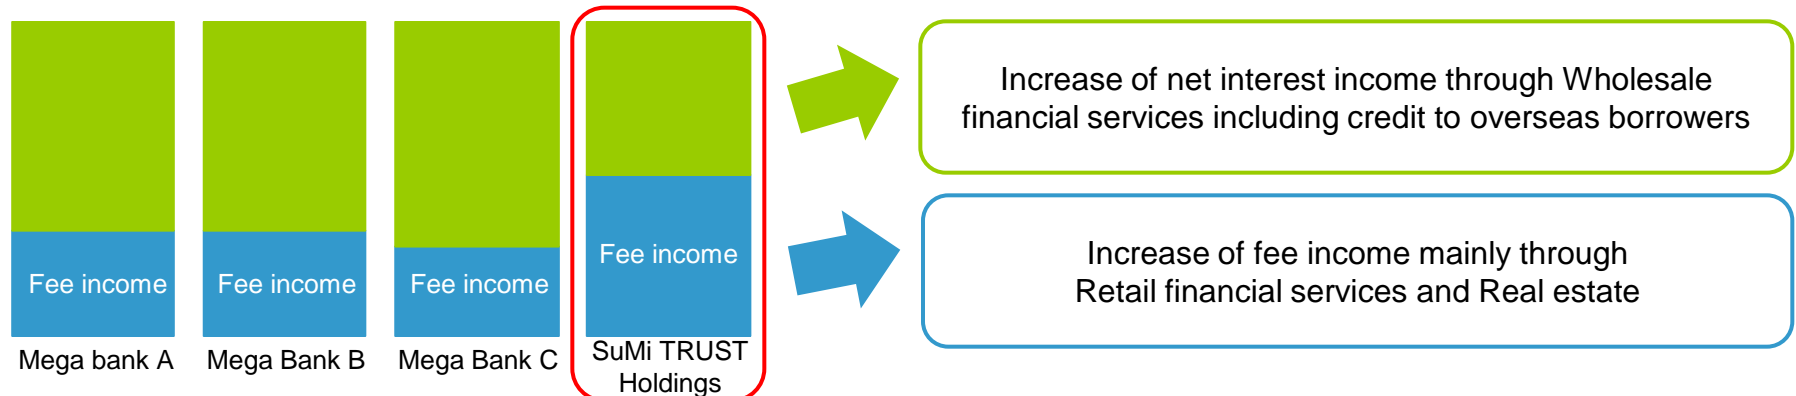 Fee income
Mega bank A
Fee income
Mega Bank B
Fee income
Mega Bank C
Fee income
SuMi TRUST
Holdings
Increase of net interest income through Wholesale
financial services including credit to overseas borrowers
Increase of fee income mainly through
Retail financial services and Real estate